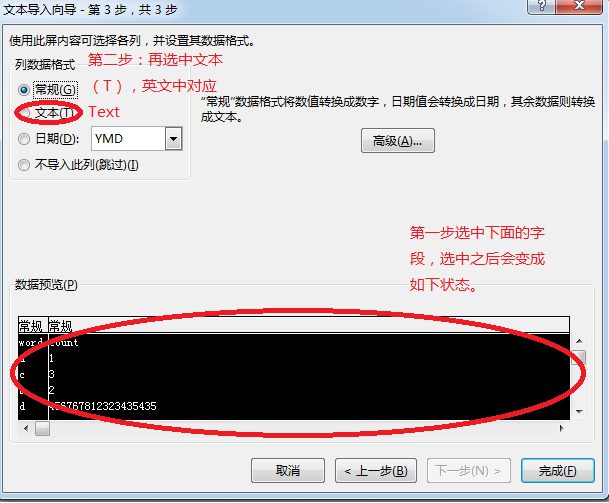 文本导入向导 - 第 3 步，共 3 步
?
使用此屏内容可选择各列，并设置其数据格式。
列数据格式
常规(G)
文本(T)
日期(D):
YMD
不导入此列(跳过)(I)
第二步：再选中文本
（T），英文中对应
Text
“常规”数据格式将数值转换成数字，日期值会转换成日期，其余数据则转换
成文本。
高级(A)...
第一步选中下面的字
段，选中之后会变成
如下状态。
数据预览(P)
常规 常规
word count
1
c 3
2
d 456767812323435435
取消
< 上一步(B)
下一步(N) >
完成(F)